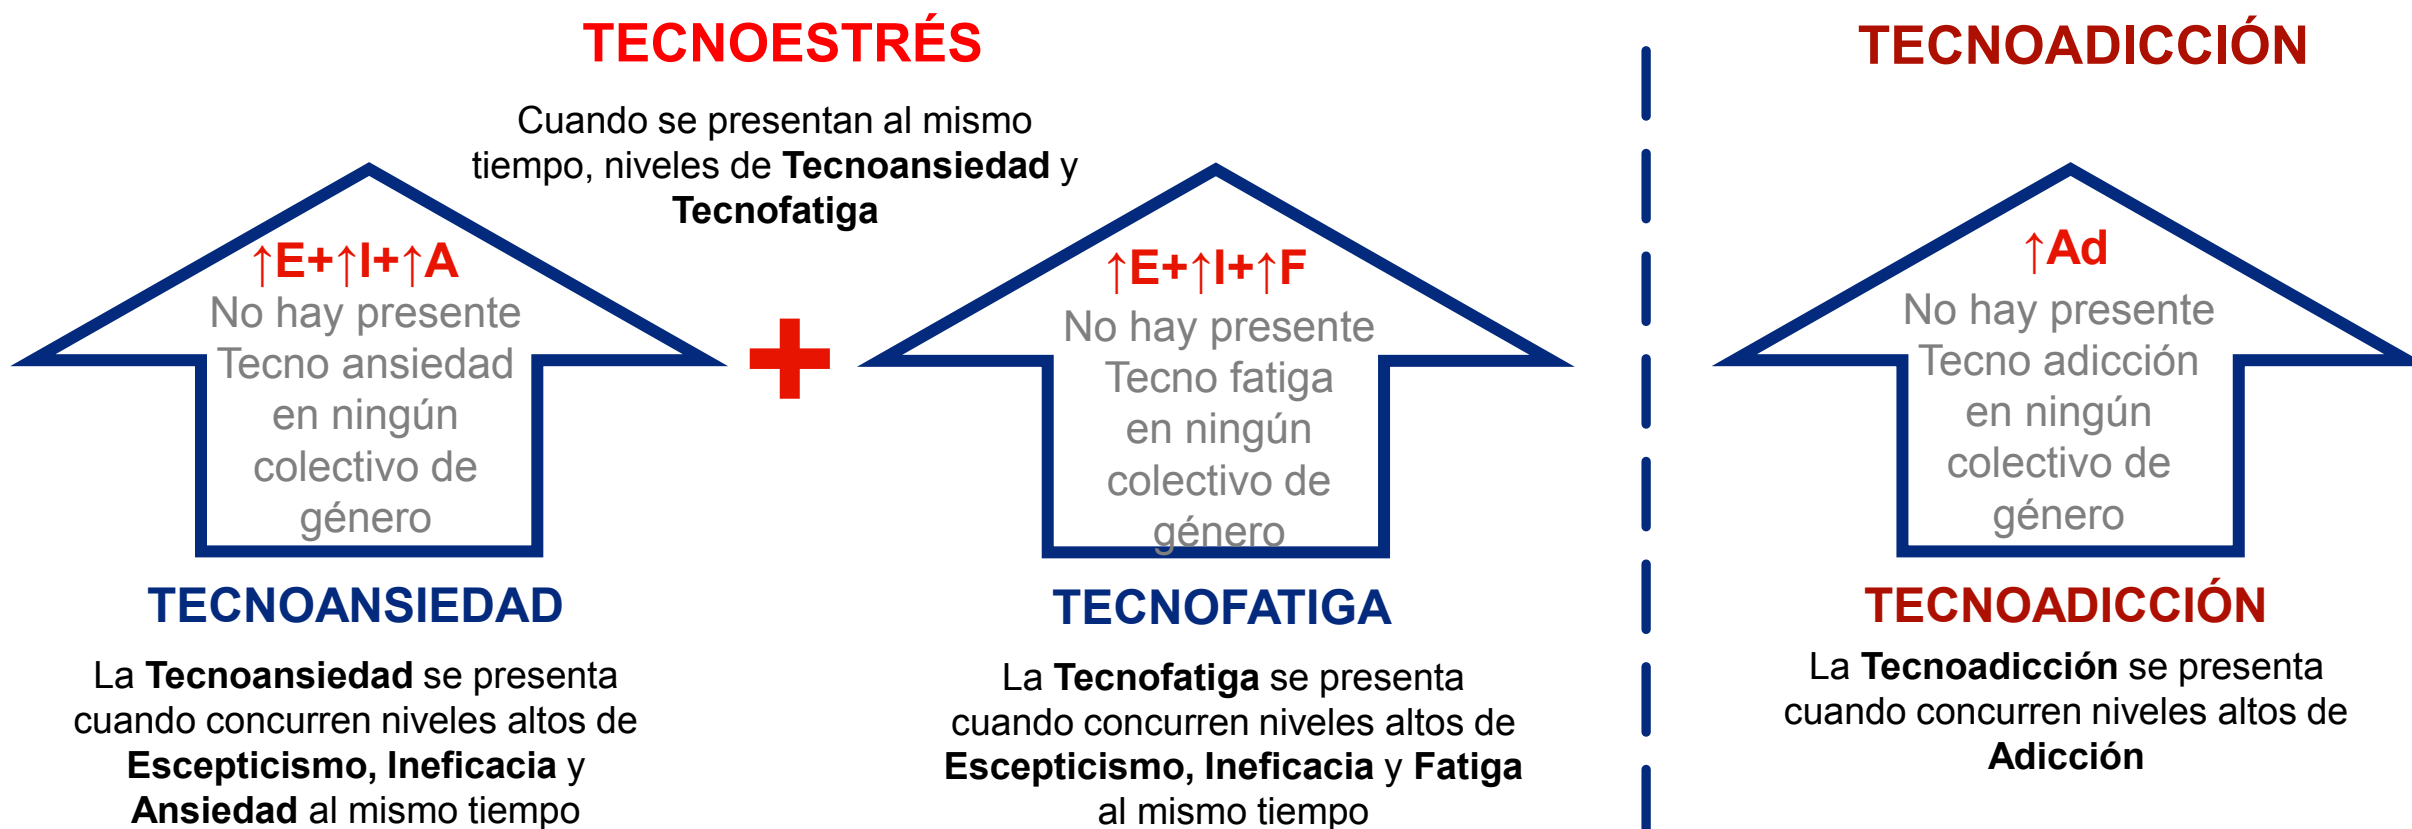 TECNOESTRÉS
Cuando se presentan al mismo
tiempo, niveles de Tecnoansiedad y
Tecnofatiga
↑E+↑I+↑A
No hay presente
Tecno ansiedad
en ningún
colectivo de
género
TECNOANSIEDAD
La Tecnoansiedad se presenta
cuando concurren niveles altos de
Escepticismo, Ineficacia y
Ansiedad al mismo tiempo
+
↑E+↑I+↑F
No hay presente
Tecno fatiga
en ningún
colectivo de
género
TECNOFATIGA
La Tecnofatiga se presenta
cuando concurren niveles altos de
Escepticismo, Ineficacia y Fatiga
al mismo tiempo
TECNOADICCIÓN
↑Ad
No hay presente
Tecno adicción
en ningún
colectivo de
género
TECNOADICCIÓN
La Tecnoadicción se presenta
cuando concurren niveles altos de
Adicción